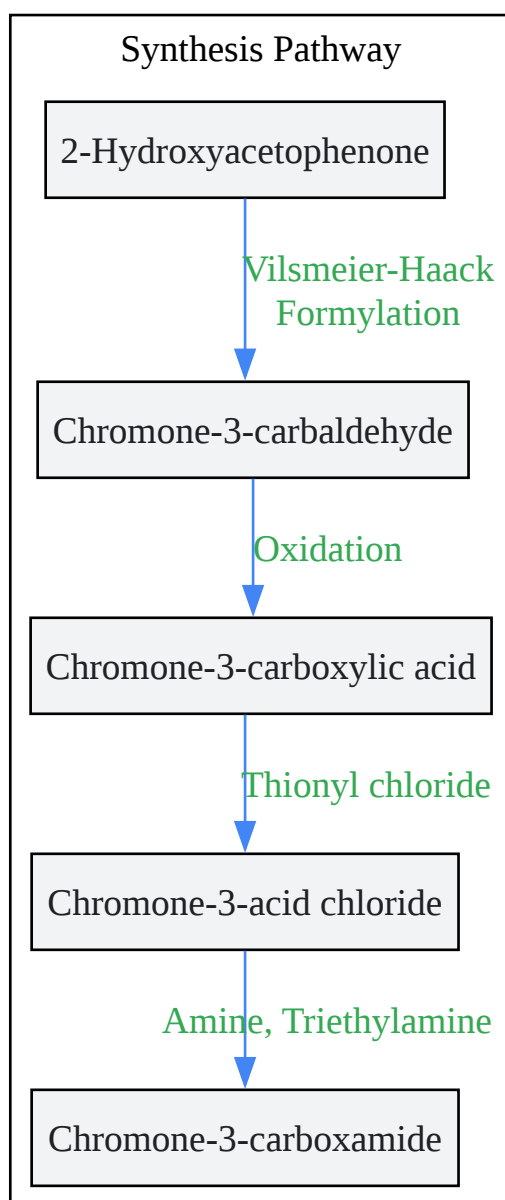 Synthesis Pathway
2-Hydroxyacetophenone
Vilsmeier-Haack
Formylation
Chromone-3-carbaldehyde
Oxidation
Chromone-3-carboxylic acid
Thionyl chloride
Chromone-3-acid chloride
Amine, Triethylamine
Chromone-3-carboxamide